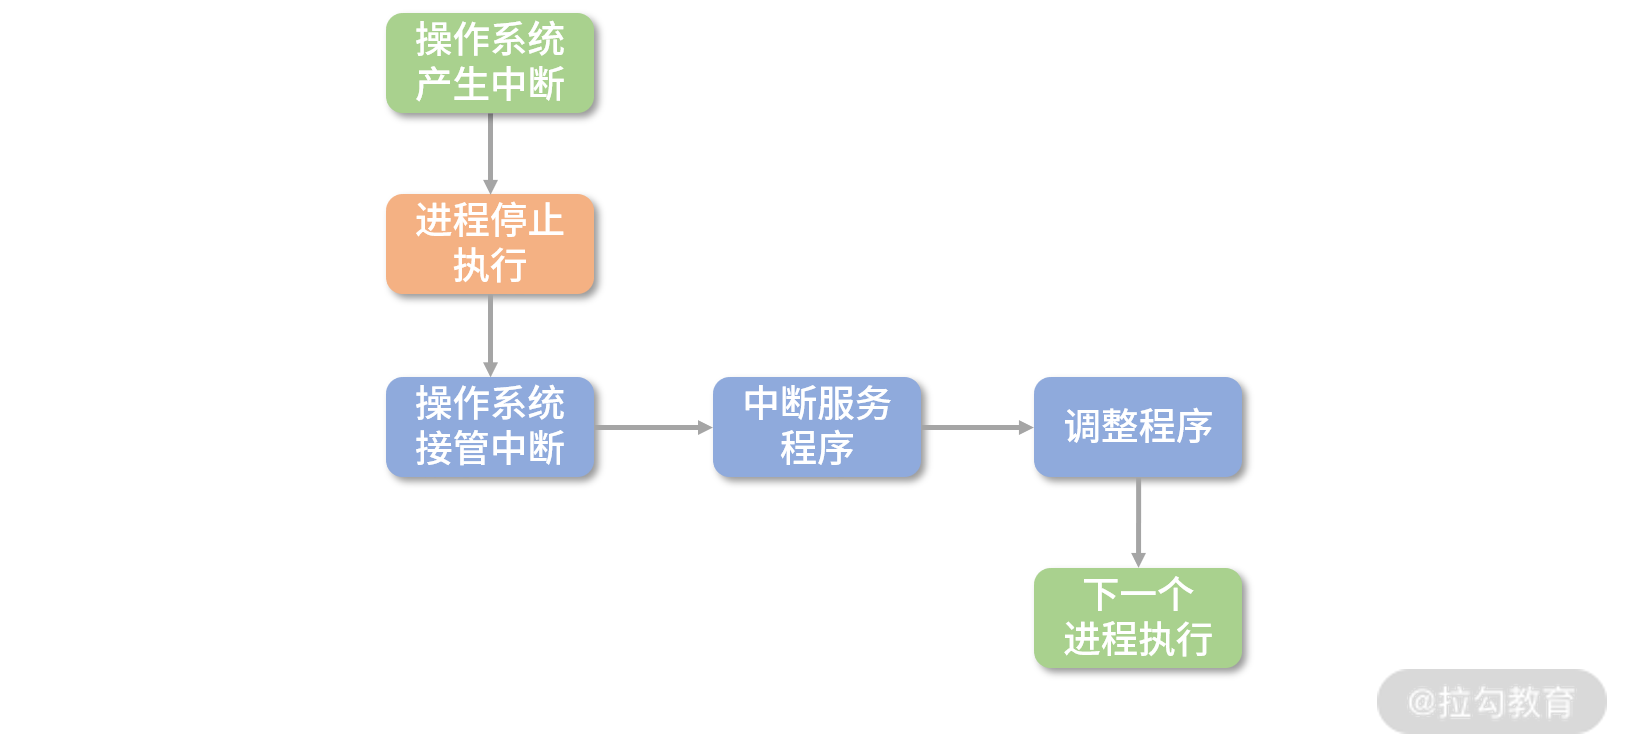 操作系统
产生中断
进程停止
执行
操作系统
接管中断
中断服务
程序
调整程序
下一个
进程执行
@拉勾教育